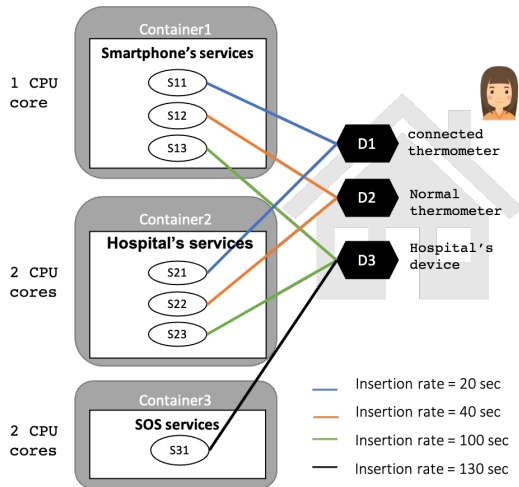 Container1
Smartphone's services
1 CPU
core
S11
S12
S13
D1
connected
thermometer
D2
Normal
thermometer
D3
Hospital's
device
Container2
Hospital's services
2 CPU
cores
S21
S22
S23
Container3
SOS services
2 CPU
cores
S31
Insertion rate = 20 sec
Insertion rate = 40 sec
Insertion rate = 100 sec
Insertion rate = 130 sec